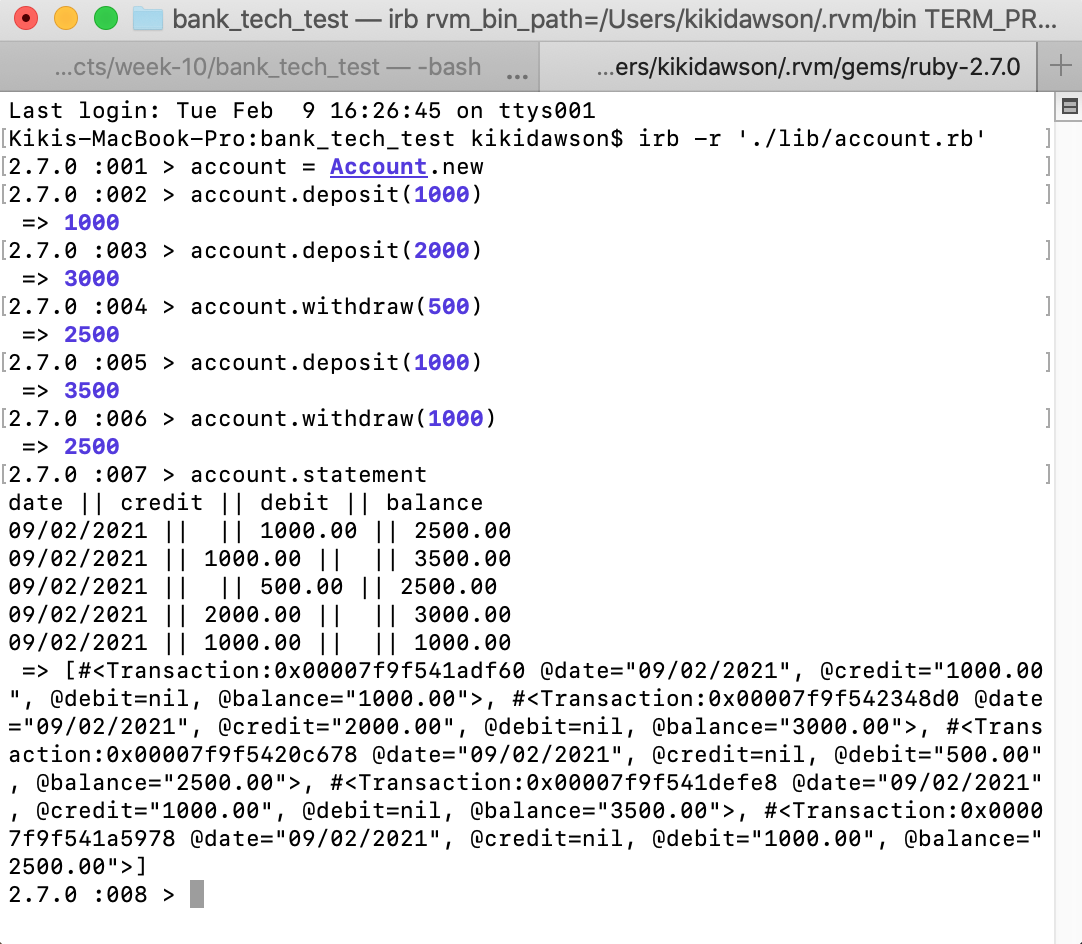 bank_tech_test — irb rvm_bin_path=/Users/kikidawson/.rvm/bin TERM_PR...
...cts/week-10/bank_tech_test — -bash ...
...ers/kikidawson/.rvm/gems/ruby-2.7.0 +
Last login: Tue Feb  9 16:26:45 on ttys001
[Kikis-MacBook-Pro:bank_tech_test kikidawson$ irb -r './lib/account.rb' ]
[2.7.0 :001 > account = Account.new ]
[2.7.0 :002 > account.deposit(1000) ]
 => 1000
[2.7.0 :003 > account.deposit(2000) ]
 => 3000
[2.7.0 :004 > account.withdraw(500) ]
 => 2500
[2.7.0 :005 > account.deposit(1000) ]
 => 3500
[2.7.0 :006 > account.withdraw(1000) ]
 => 2500
[2.7.0 :007 > account.statement ]
date || credit || debit || balance
09/02/2021 ||  || 1000.00 || 2500.00
09/02/2021 || 1000.00 ||  || 3500.00
09/02/2021 ||  || 500.00 || 2500.00
09/02/2021 || 2000.00 ||  || 3000.00
09/02/2021 || 1000.00 ||  || 1000.00
 => [#<Transaction:0x00007f9f541adf60 @date="09/02/2021", @credit="1000.00
", @debit=nil, @balance="1000.00">, #<Transaction:0x00007f9f542348d0 @date
="09/02/2021", @credit="2000.00", @debit=nil, @balance="3000.00">, #<Trans
action:0x00007f9f5420c678 @date="09/02/2021", @credit=nil, @debit="500.00"
, @balance="2500.00">, #<Transaction:0x00007f9f541defe8 @date="09/02/2021"
, @credit="1000.00", @debit=nil, @balance="3500.00">, #<Transaction:0x0000
7f9f541a5978 @date="09/02/2021", @credit=nil, @debit="1000.00", @balance="
2500.00">]
2.7.0 :008 >